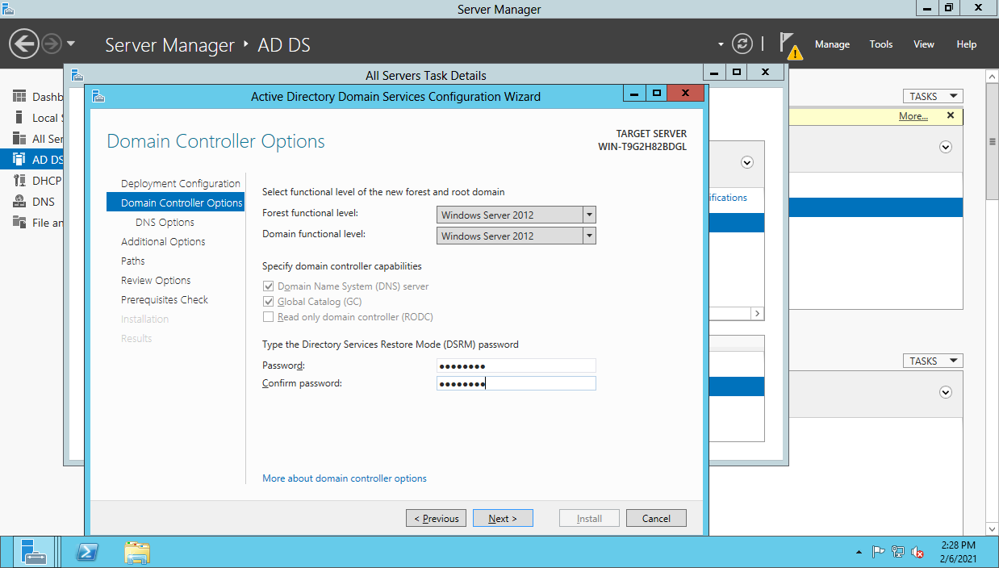 Server Manager
Server Manager ‣ AD DS
Manage Tools View Help
All Servers Task Details
Active Directory Domain Services Configuration Wizard
Dashb
Local S
All Ser
AD DS
DHCP
DNS
File an
TASKS
More...
ifications
TASKS
Domain Controller Options
TARGET SERVER
WIN-T9G2H82BDGL
Deployment Configuration
Domain Controller Options
DNS Options
Additional Options
Paths
Review Options
Prerequisites Check
Installation
Results
Select functional level of the new forest and root domain
Forest functional level: Windows Server 2012
Domain functional level: Windows Server 2012
Specify domain controller capabilities
Domain Name System (DNS) server
Global Catalog (GC)
Read only domain controller (RODC)
Type the Directory Services Restore Mode (DSRM) password
Password: ●●●●●●●●
Confirm password: ●●●●●●●●
More about domain controller options
< Previous Next > Install Cancel
2:28 PM
2/6/2021